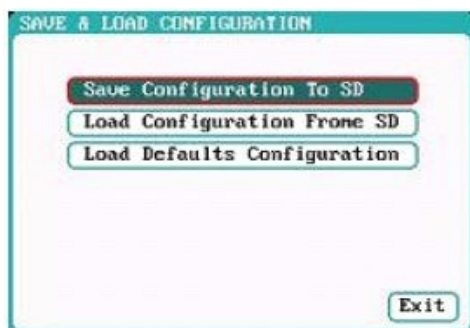 SAVE & LOAD CONFIGURATION
Save Configuration To SD
Load Configuration Frome SD
Load Defaults Configuration
Exit